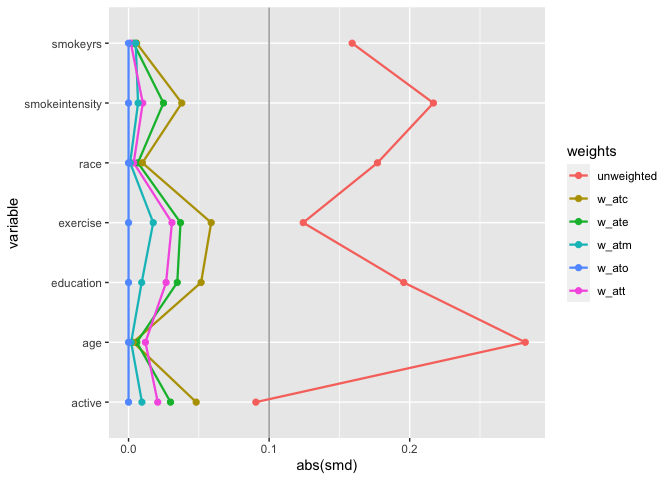 smokeyrs
smokeintensity
race
exercise
education
age
active
variable
0.0
0.1
0.2
abs(smd)
weights
unweighted
w_atc
w_ate
w_atm
w_ato
w_att